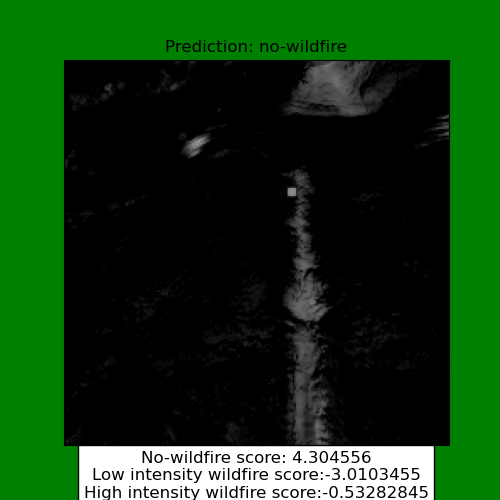 Prediction: no-wildfire
No-wildfire score: 4.304556
Low intensity wildfire score:-3.0103455
High intensity wildfire score:-0.53282845